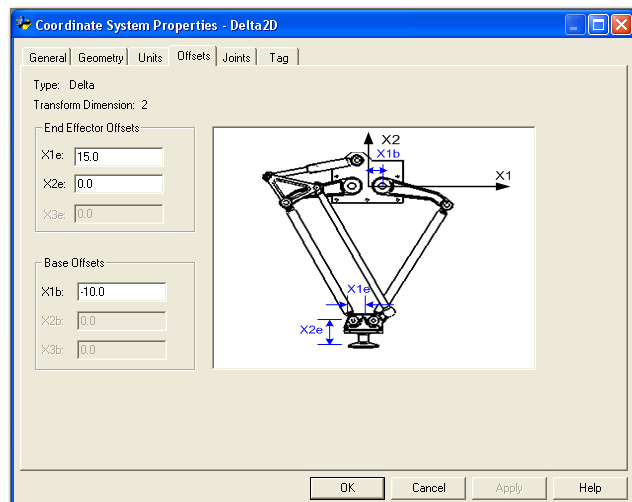 Coordinate System Properties - Delta2D
General Geometry Units Offsets Joints Tag
Type: Delta
Transform Dimension: 2
End Effector Offsets
X1e: 15.0
X2e: 0.0
X3e: 0.0
Base Offsets
X1b: -10.0
X2b: 0.0
X3b: 0.0
X2
X1b
X1
X1e
X2e
OK Cancel Apply Help